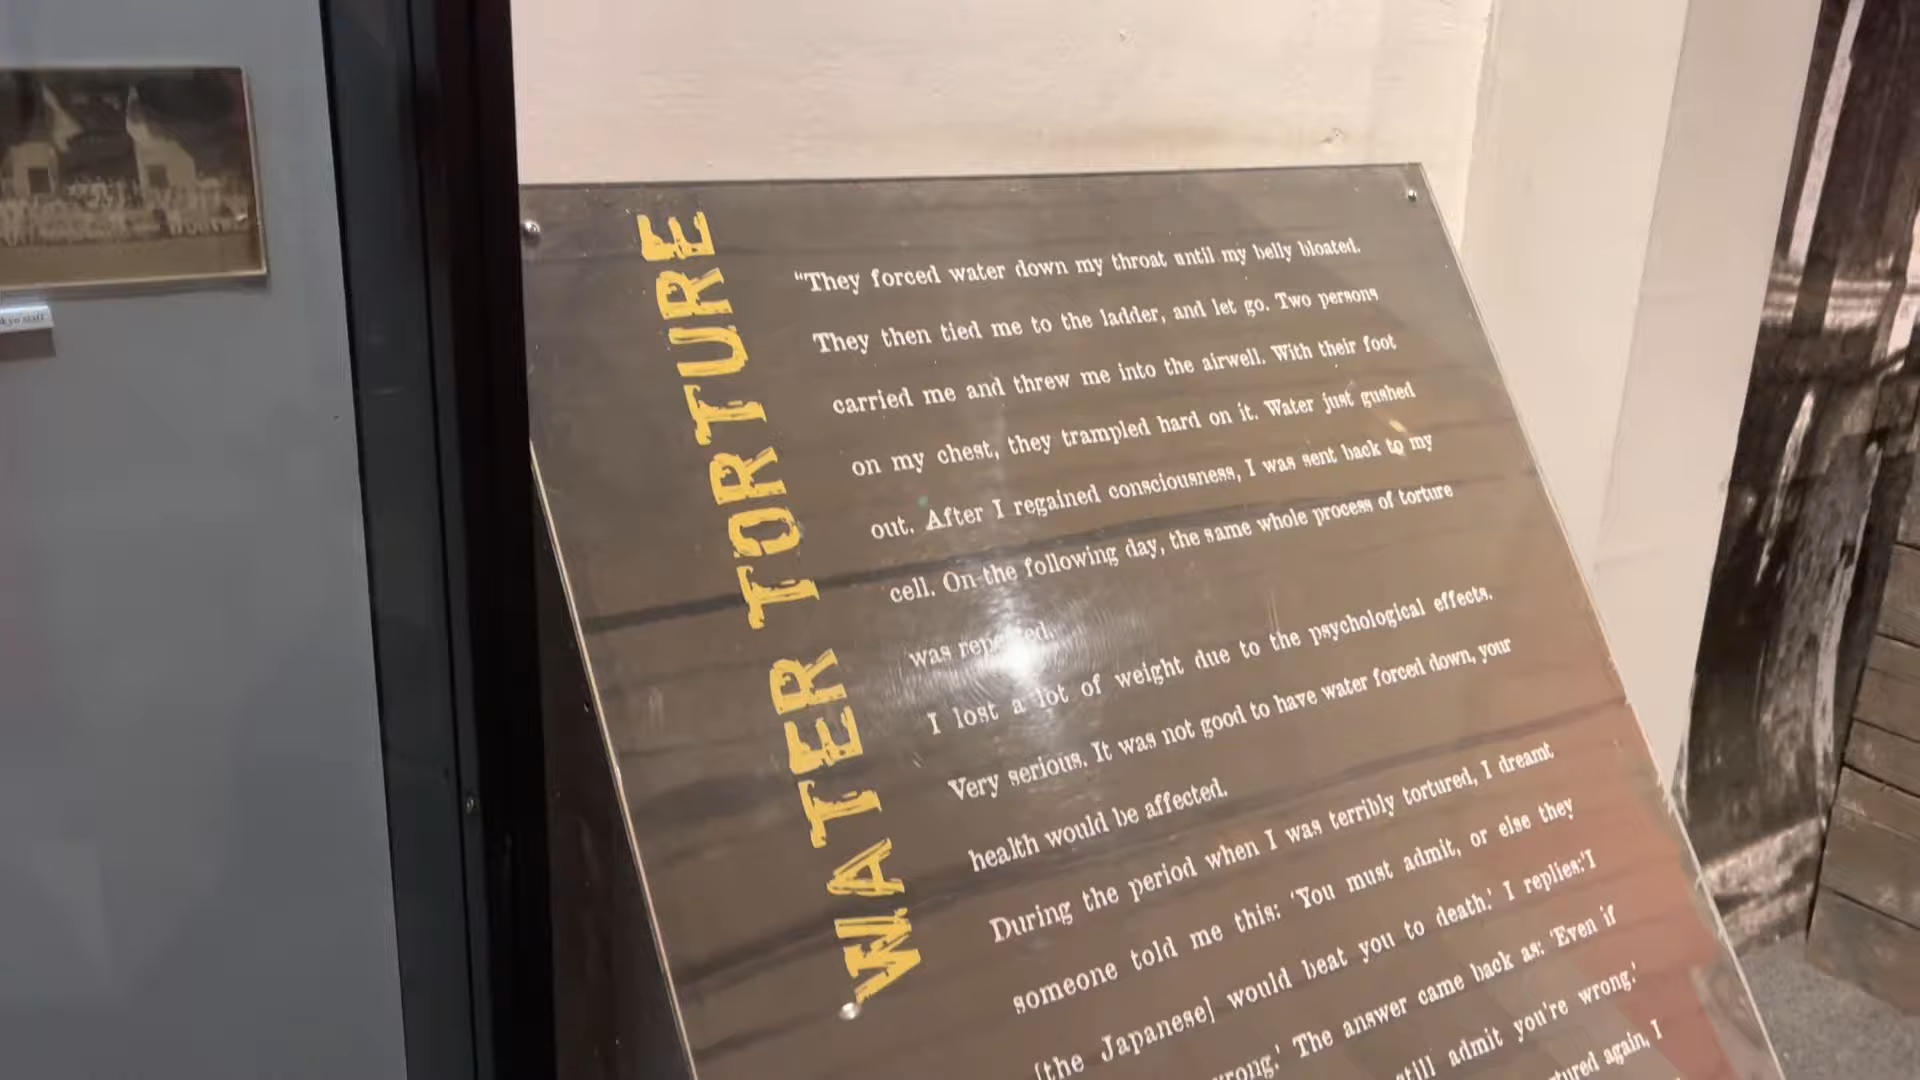 WATER TORTURE
“They forced water down my throat until my belly bloated.
They then tied me to the ladder, and let go. Two persons
carried me and threw me into the airwell. With their foot
on my chest, they trampled hard on it. Water just gushed
out. After I regained consciousness, I was sent back to my
cell. On the following day, the same whole process of torture
was
I lost a lot of weight due to the psychological effects.
Very serious. It was not good to have water forced down, your
health would be affected.
During the period when I was terribly tortured, I dreamt
someone told me this: 'You must admit, or else they
[the Japanese] would beat you to death.' I replies:'I
The answer came back as: 'Even if
still admit you're wrong.'
again, I
staff